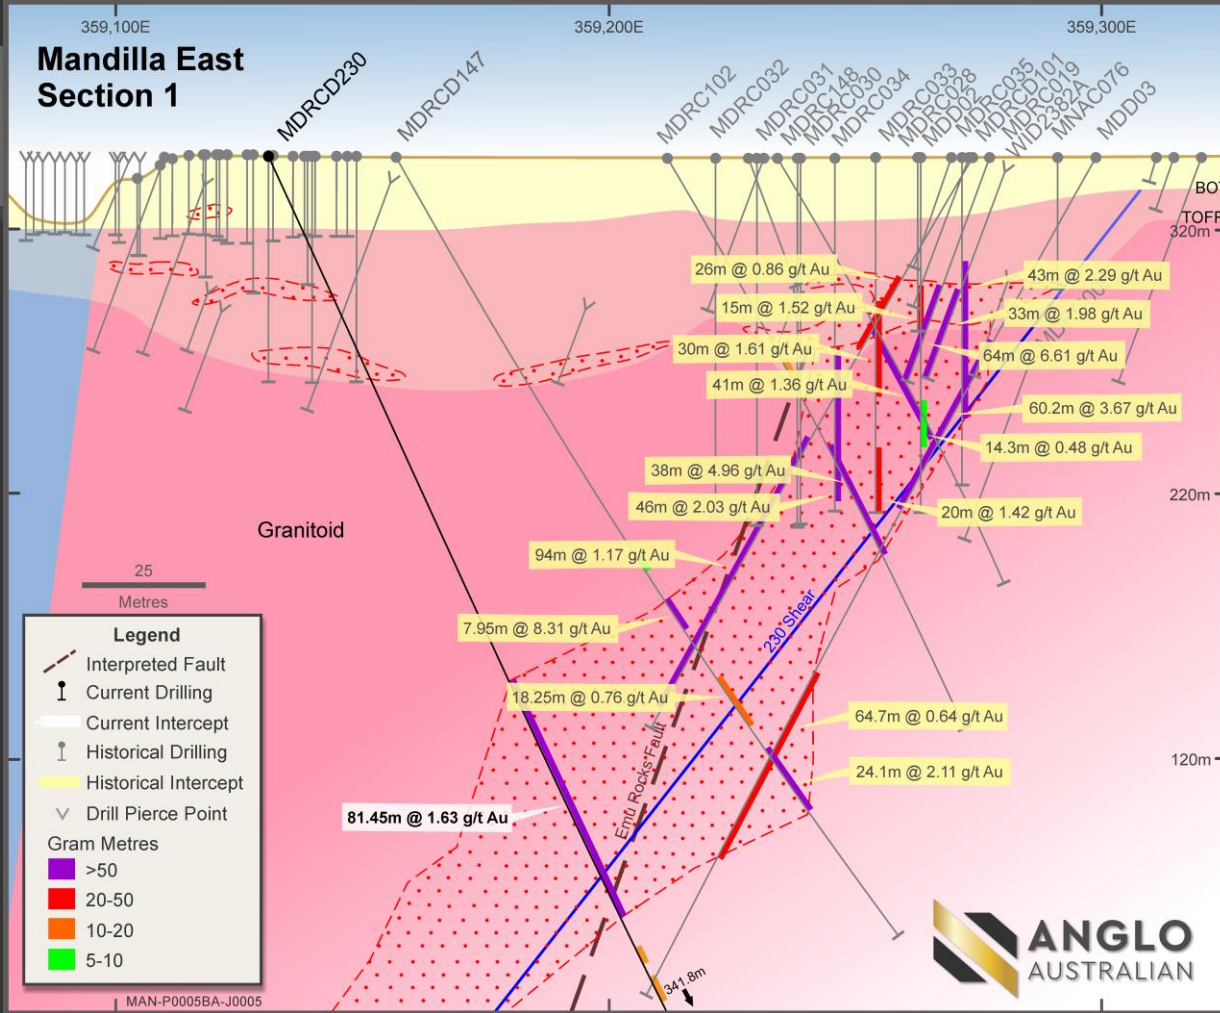 359,100E
359,200E
359,300E
Mandilla East
Section 1
MDRCD230
MDRCD147
MDRC102
MDRC032
MDRC031
MDRC148
MDRC030
MDRC034
MDRC033
MDRC028
MDD02
MDRC035
MDRCD101
MDRC019
WID2382A
MNAC076
MDD03
BO
TOFR
320m
26m @ 0.86 g/t Au
43m @ 2.29 g/t Au
15m @ 1.52 g/t Au
33m @ 1.98 g/t Au
30m @ 1.61 g/t Au
64m @ 6.61 g/t Au
41m @ 1.36 g/t Au
60.2m @ 3.67 g/t Au
14.3m @ 0.48 g/t Au
38m @ 4.96 g/t Au
220m
46m @ 2.03 g/t Au
20m @ 1.42 g/t Au
Granitoid
94m @ 1.17 g/t Au
25
Metres
230 Shear
7.95m @ 8.31 g/t Au
18.25m @ 0.76 g/t Au
64.7m @ 0.64 g/t Au
120m
24.1m @ 2.11 g/t Au
Emu Rocks Fault
81.45m @ 1.63 g/t Au
341.8m
Legend
Interpreted Fault
Current Drilling
Current Intercept
Historical Drilling
Historical Intercept
Drill Pierce Point
Gram Metres
>50
20-50
10-20
5-10
MAN-P0005BA-J0005
ANGLO
AUSTRALIAN